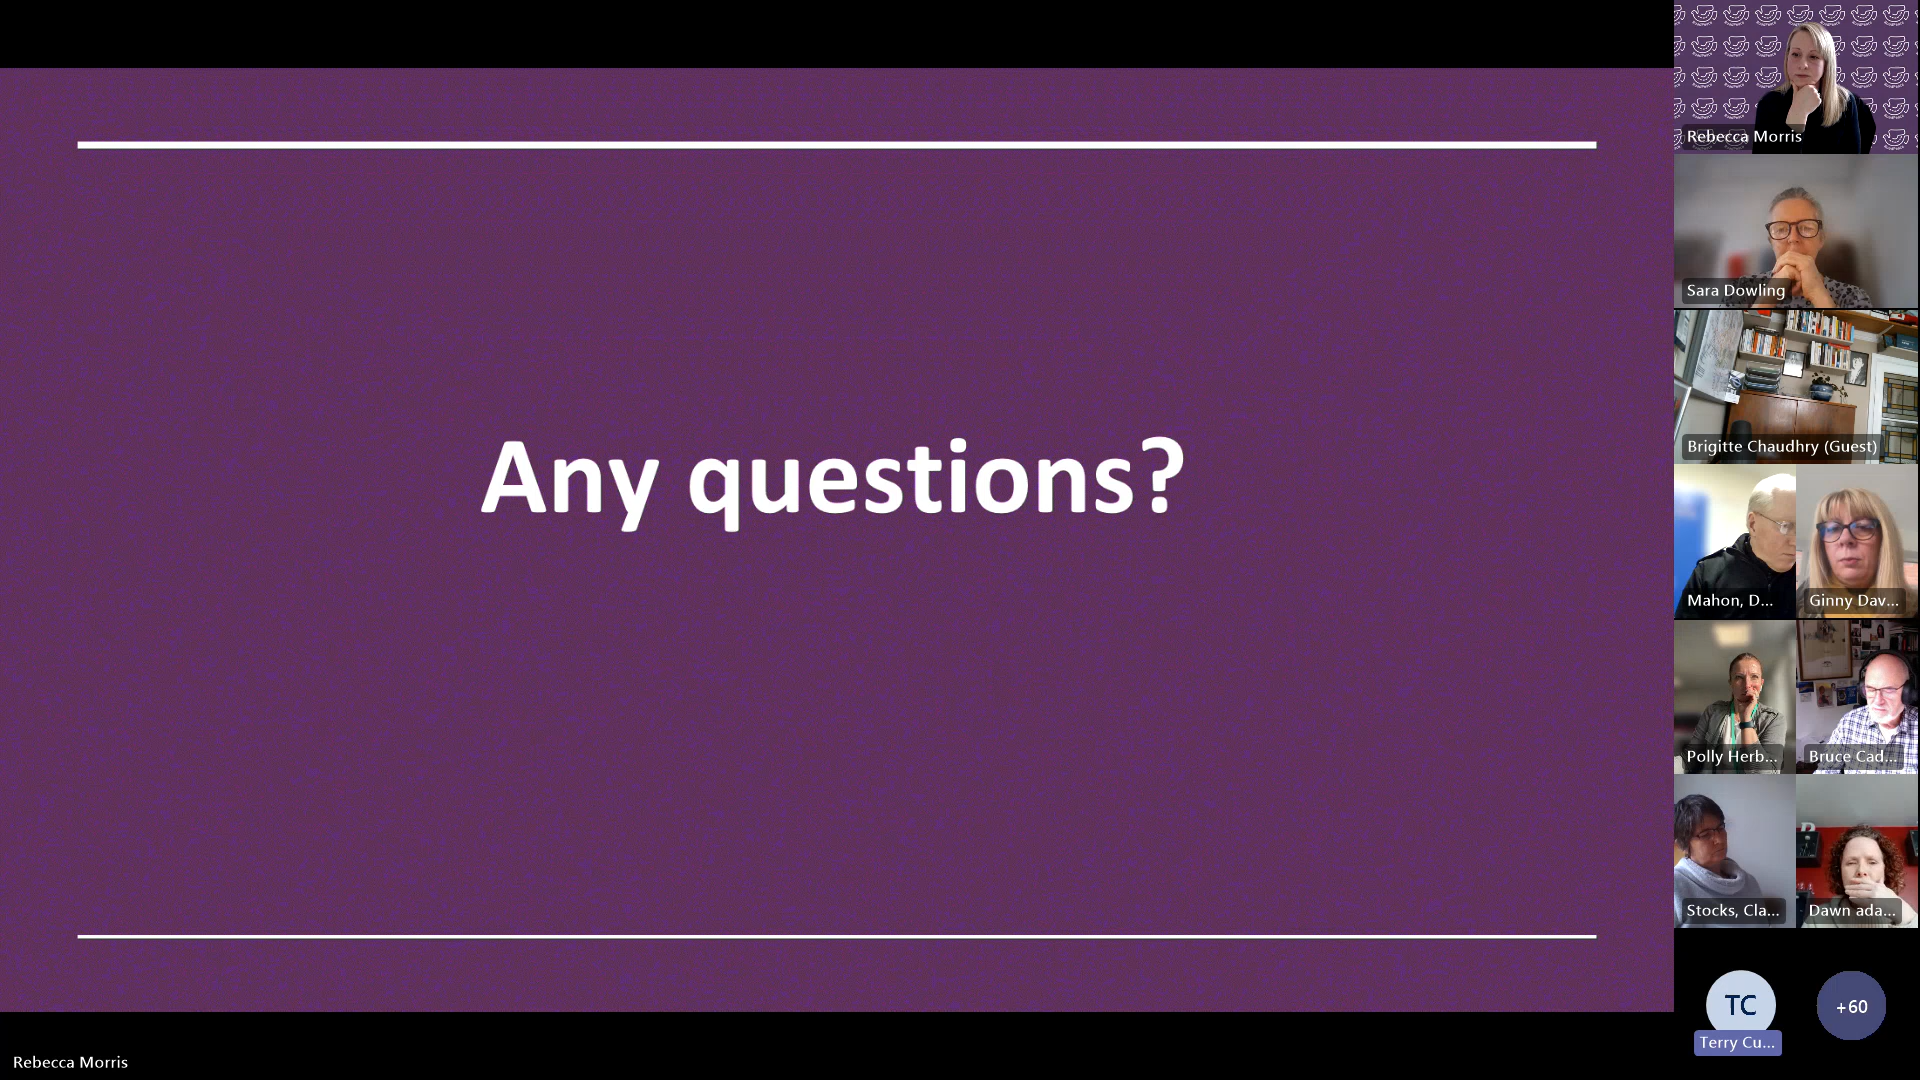 Any questions?
Rebecca Morris
Rebecca Morris
Sara Dowling
Brigitte Chaudhry (Guest)
Mahon, D...
Ginny Dav...
Polly Herb...
Bruce Cad...
Stocks, Cla...
Dawn ada...
TC
Terry Cu...
+60